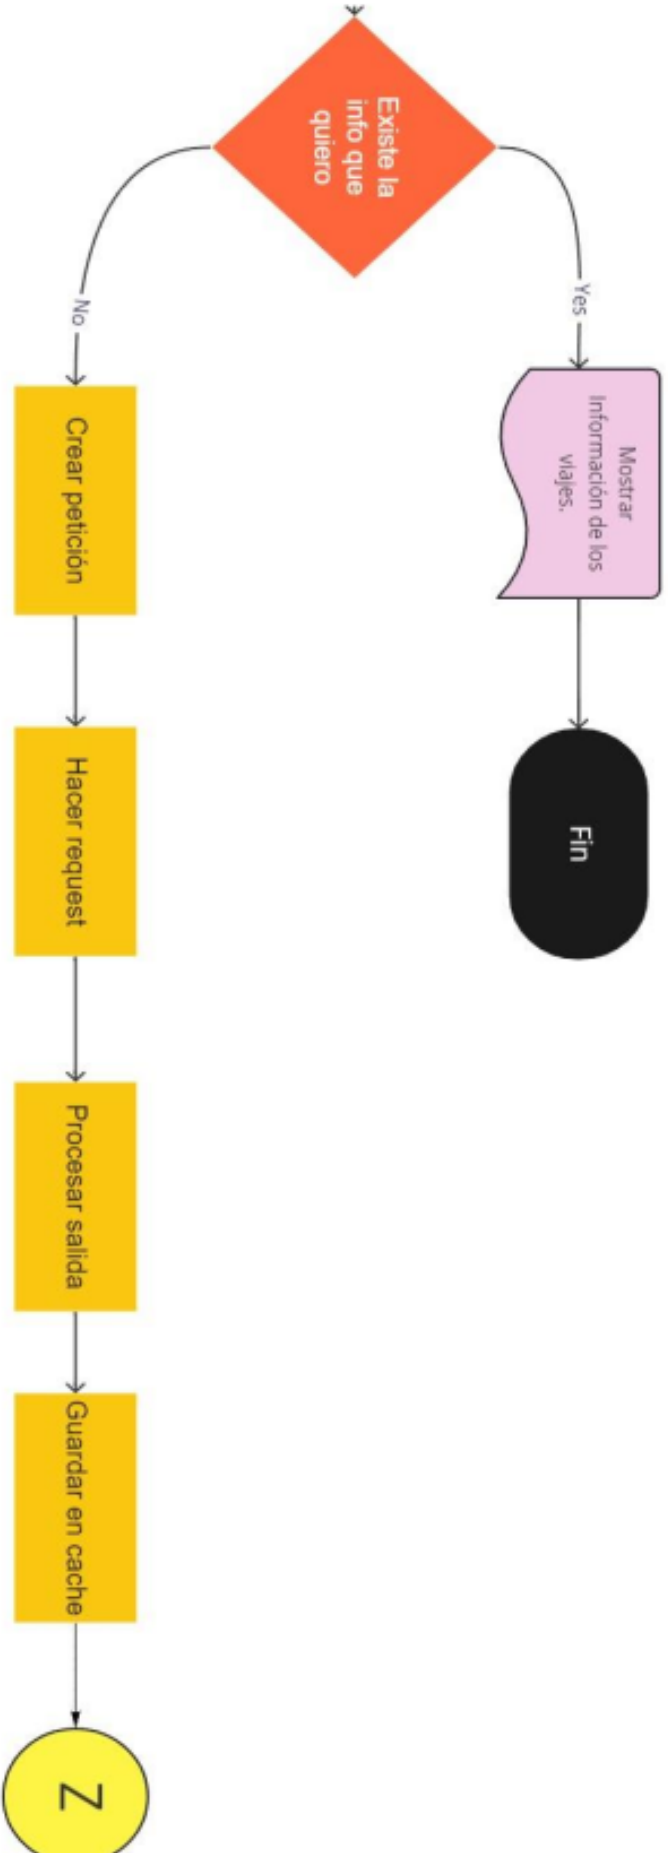 Existe la
info que
quiero
Yes
Mostrar
Información de los
viajes.
Fin
No
Crear petición
Hacer request
Procesar salida
Guardar en cache
Z